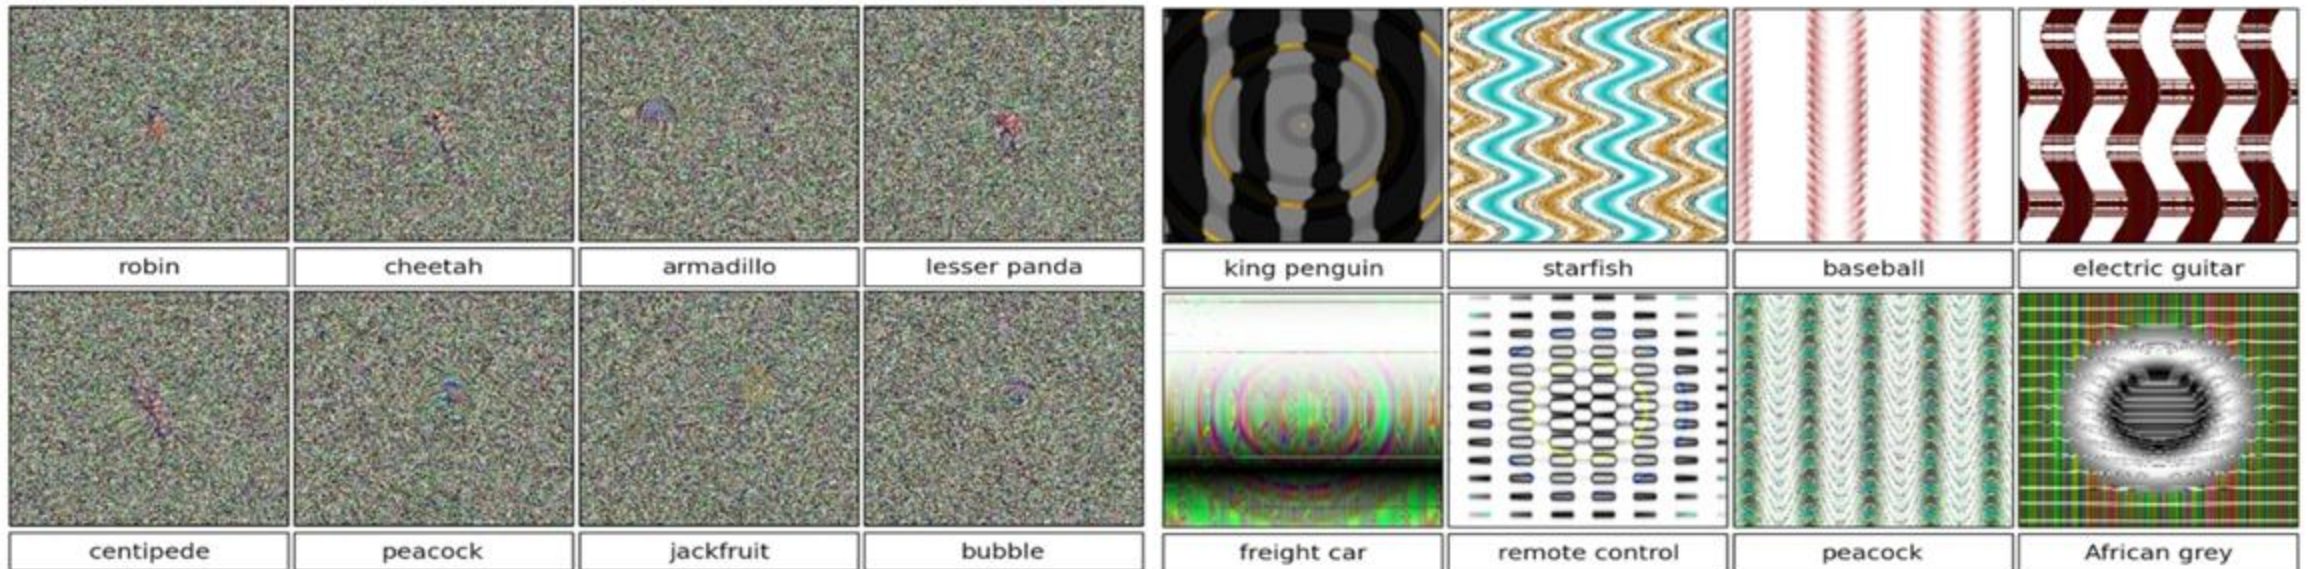 robin
cheetah
armadillo
lesser panda
king penguin
starfish
baseball
electric guitar
centipede
peacock
jackfruit
bubble
freight car
remote control
peacock
African grey